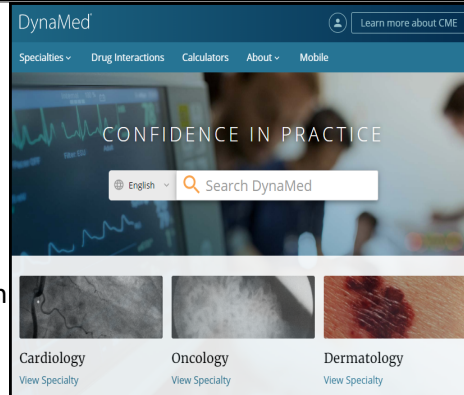 DynaMed
Learn more about CME
Specialties Drug Interactions Calculators About Mobile
CONFIDENCE IN PRACTICE
English Search DynaMed
n
Cardiology Oncology Dermatology
View Specialty View Specialty View Specialty